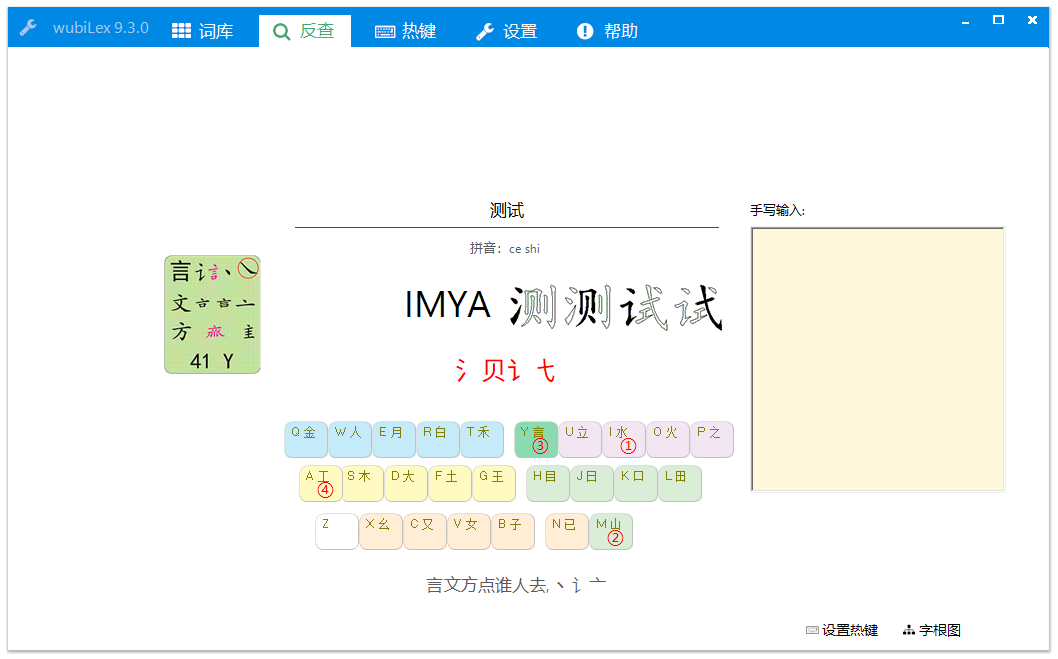 wubiLex 9.3.0 词库 反查 热键 设置 帮助
测试
手写输入:
拼音：ce shi
言讠言丶㇏
文亠言亠
方
41 Y
IMYA 测测试试
氵贝讠七
Q金 W人 E月 R白 T禾 Y言③ U立 I水① O火 P之
A工④ S木 D大 F土 G王 H目 J日 K口 L田
Z X幺 C又 V女 B子 N已 M山②
言文方点谁人去,丶讠亠
设置热键 字根图